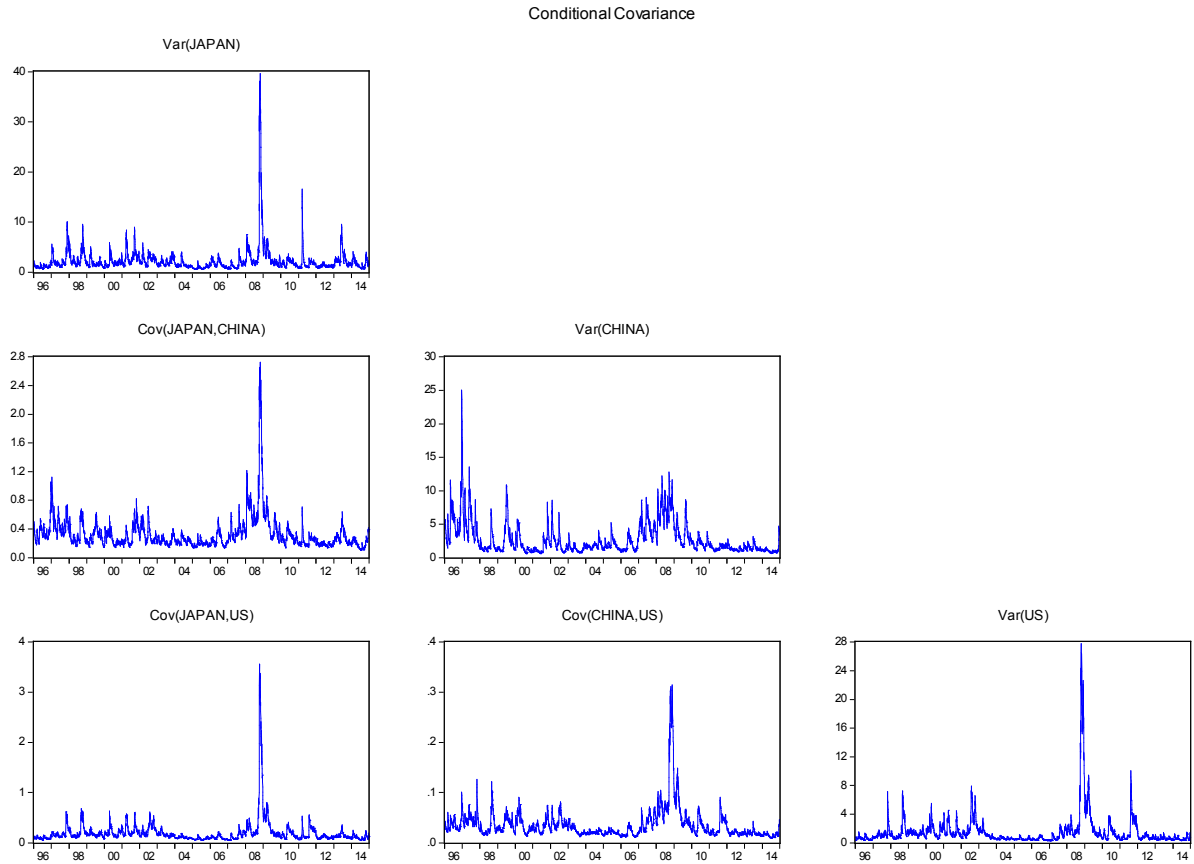 Conditional Covariance
Var(JAPAN)
40
30
20
10
0
96 98 00 02 04 06 08 10 12 14
Cov(JAPAN,CHINA)
2.8
2.4
2.0
1.6
1.2
0.8
0.4
0.0
96 98 00 02 04 06 08 10 12 14
Var(CHINA)
30
25
20
15
10
5
0
96 98 00 02 04 06 08 10 12 14
Cov(JAPAN,US)
4
3
2
1
0
96 98 00 02 04 06 08 10 12 14
Cov(CHINA,US)
.4
.3
.2
.1
.0
96 98 00 02 04 06 08 10 12 14
Var(US)
28
24
20
16
12
8
4
0
96 98 00 02 04 06 08 10 12 14